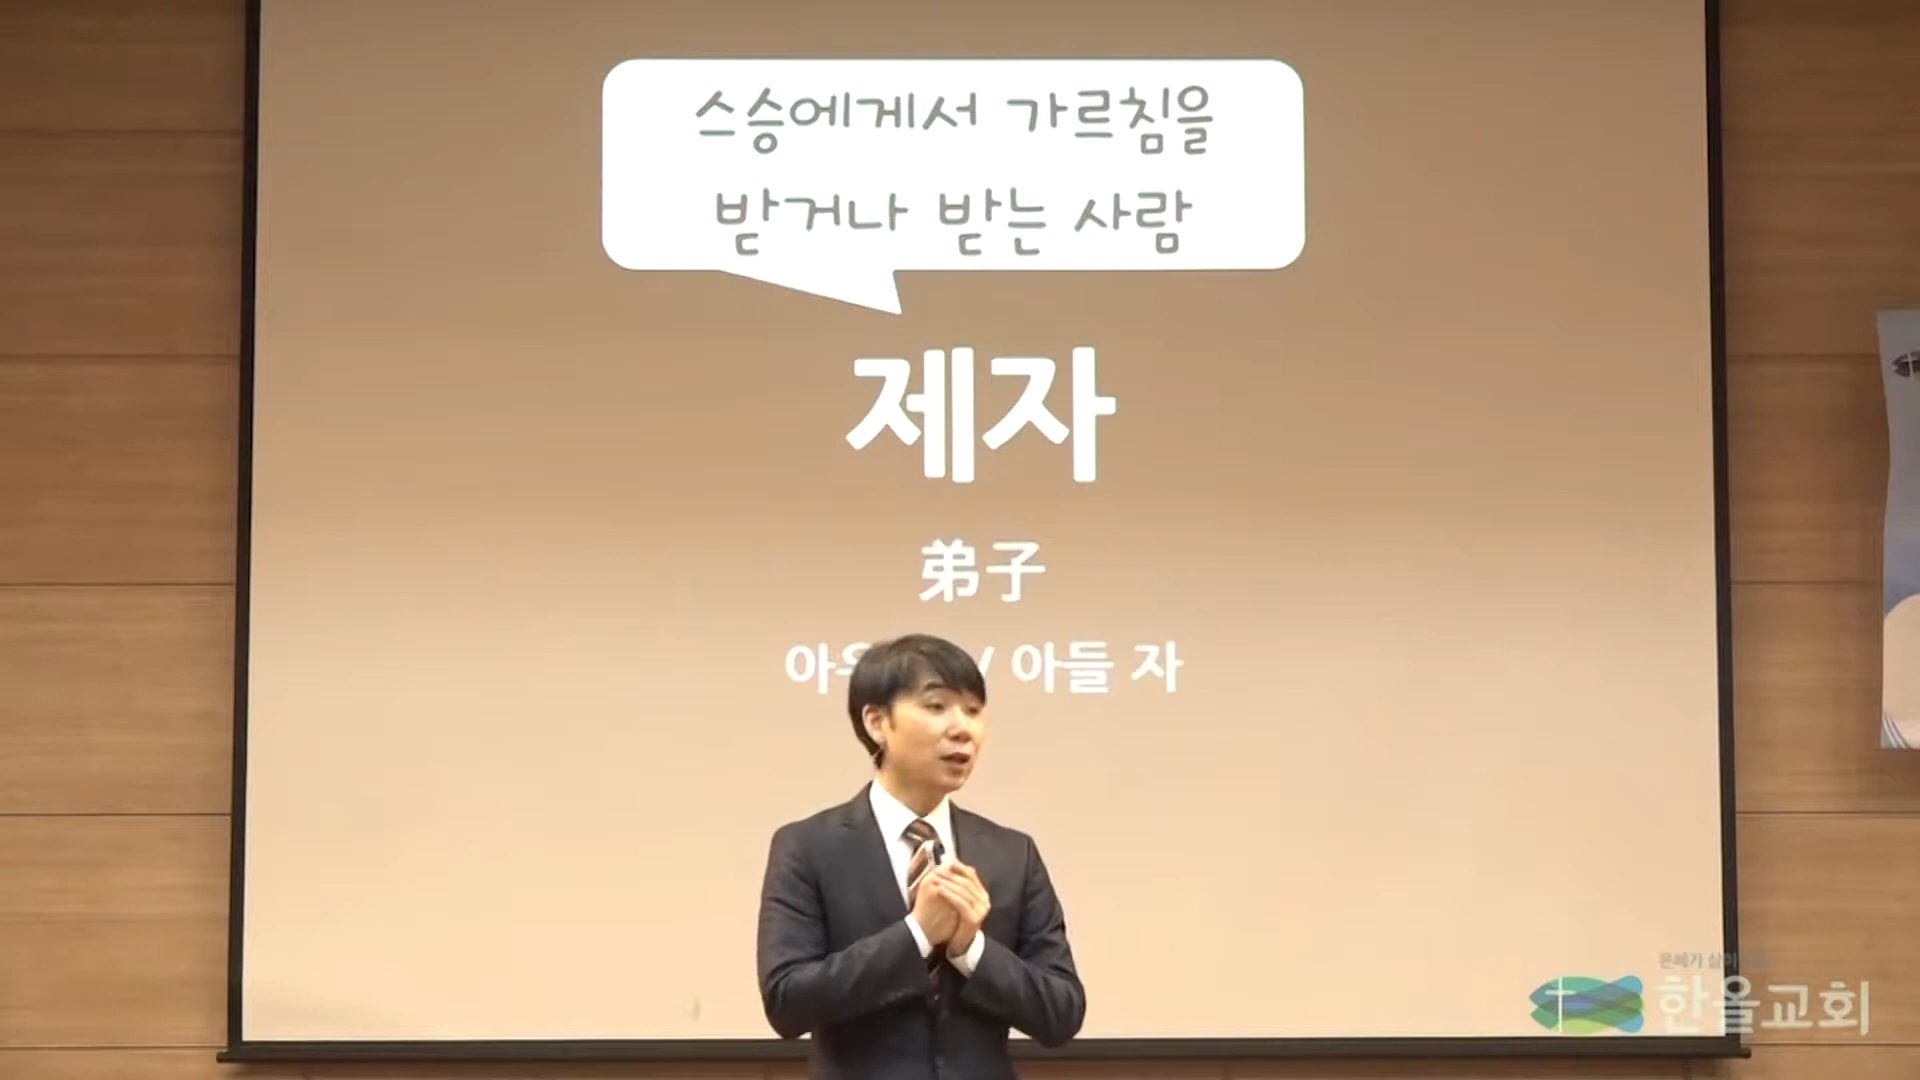 스승에게서 가르침을
받거나 받는 사람
제자
弟子
/ 아들 자
한울교회